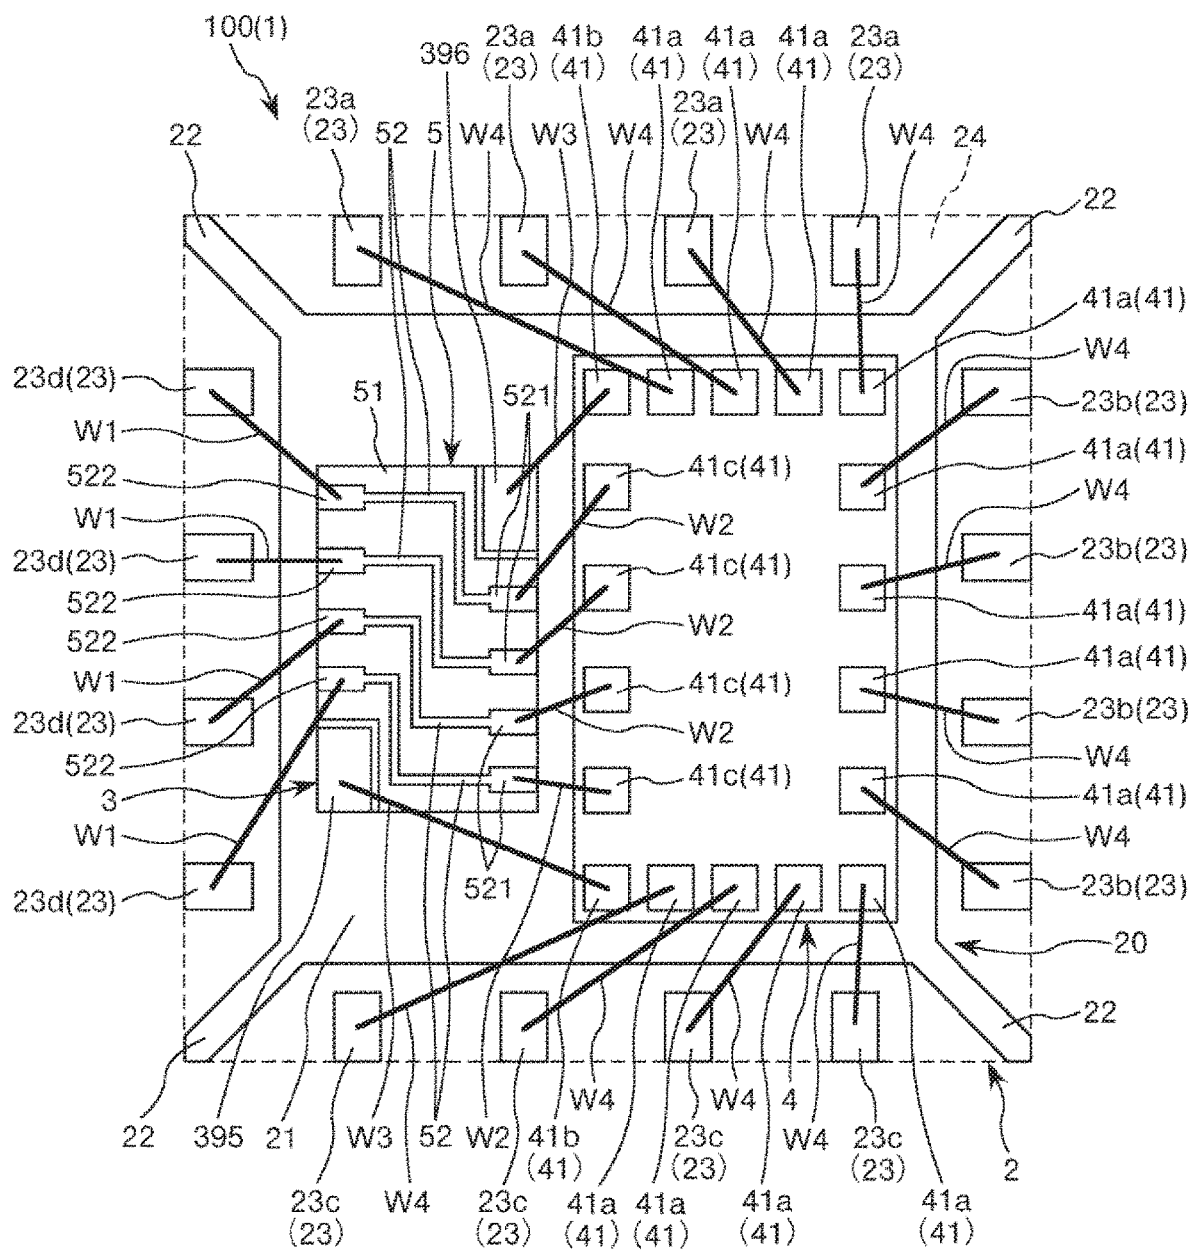 100(1)
396
23a
(23)
41b
(41)
41a
(41)
41a
(41)
41a
(41)
23a
(23)
23a
(23)
52
5
W4
W3
W4
23a
(23)
W4
W4
24
22
22
41a(41)
W4
23d(23)
51
521
23b(23)
W1
41a(41)
522
41c(41)
W4
W1
W2
23d(23)
41c(41)
23b(23)
522
41a(41)
522
W2
41a(41)
W1
41c(41)
23d(23)
W2
23b(23)
522
W4
3
41c(41)
41a(41)
W1
W4
521
23d(23)
23b(23)
20
22
22
395
21
W3
52
W2
41b
(41)
W4
W4
4
W4
23c
(23)
23c
(23)
2
23c
(23)
W4
23c
(23)
41a
(41)
41a
(41)
41a
(41)
41a
(41)